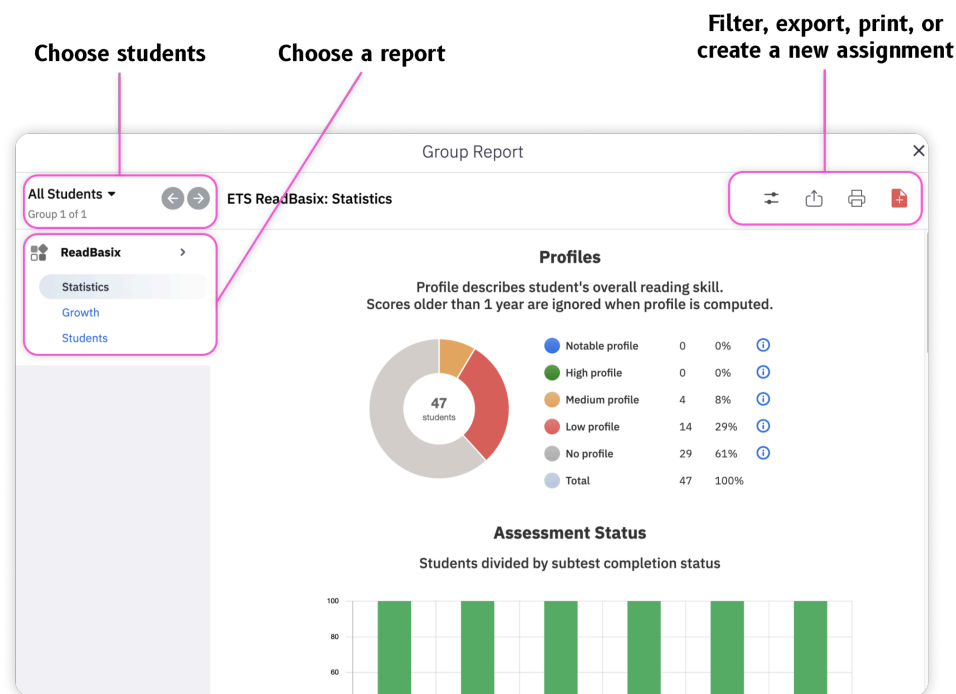 Filter, export, print, or
create a new assignment
Choose students
Choose a report
Group Report
All Students
Group 1 of 1
ETS ReadBasix: Statistics
ReadBasix
Statistics
Growth
Students
Profiles
Profile describes student's overall reading skill.
Scores older than 1 year are ignored when profile is computed.
47
students
Notable profile 0 0%
High profile 0 0%
Medium profile 4 8%
Low profile 14 29%
No profile 29 61%
Total 47 100%
Assessment Status
Students divided by subtest completion status
100
80
60